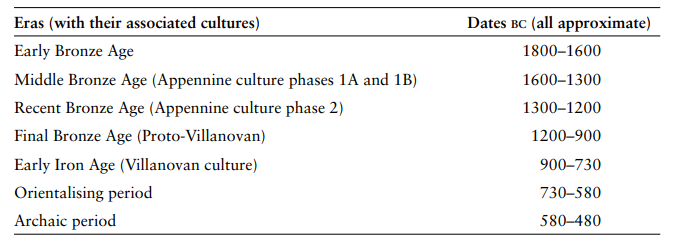 Eras (with their associated cultures) Dates BC (all approximate)
Early Bronze Age 1800–1600
Middle Bronze Age (Appennine culture phases 1A and 1B) 1600–1300
Recent Bronze Age (Appennine culture phase 2) 1300–1200
Final Bronze Age (Proto-Villanovan) 1200–900
Early Iron Age (Villanovan culture) 900–730
Orientalising period 730–580
Archaic period 580–480